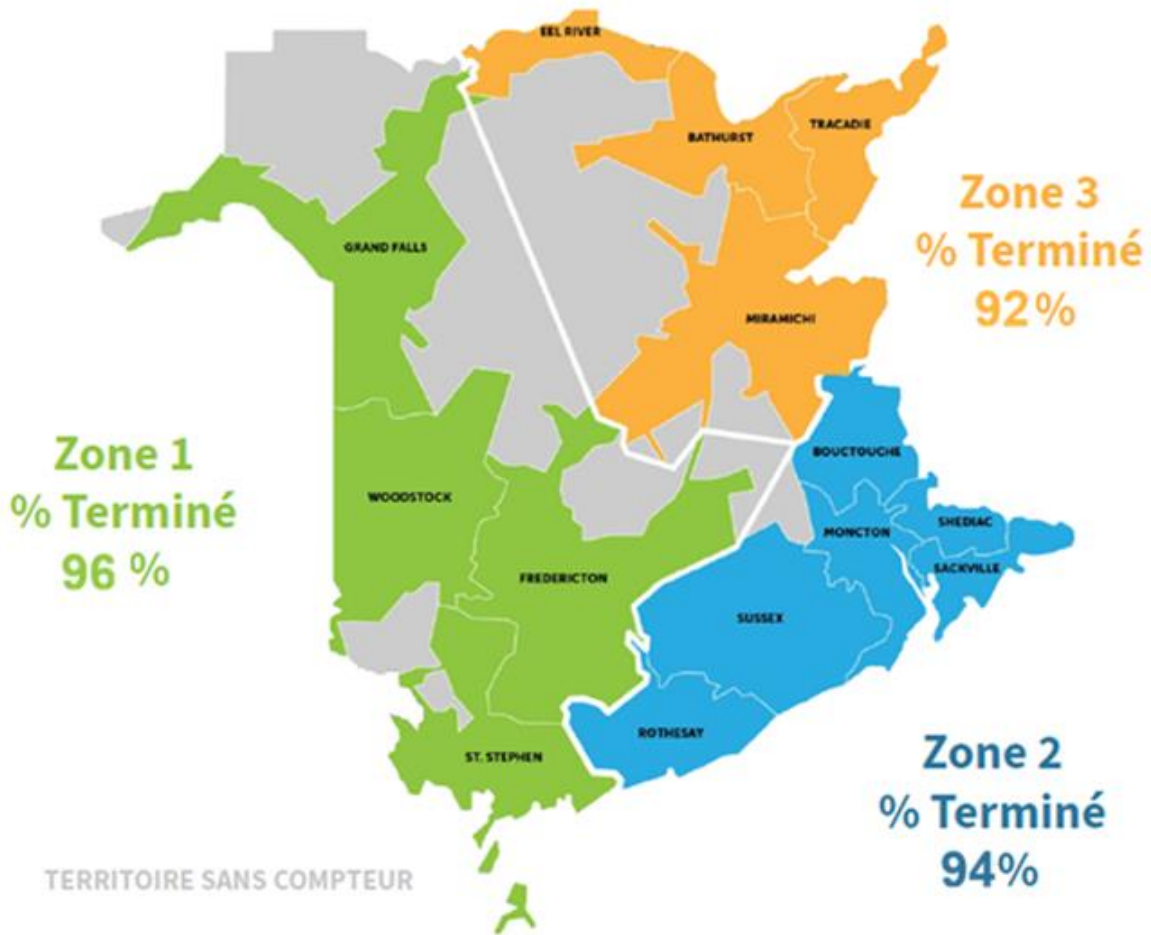 EEL RIVER
BATHURST
TRACADIE
Zone 3
% Terminé
92%
GRAND FALLS
MIRAMICHI
Zone 1
% Terminé
96 %
WOODSTOCK
BOUCTOUCHE
MONCTON
SHEDIAC
SACKVILLE
FREDERICTON
SUSSEX
ROTHESAY
ST. STEPHEN
Zone 2
% Terminé
94%
TERRITOIRE SANS COMPTEUR